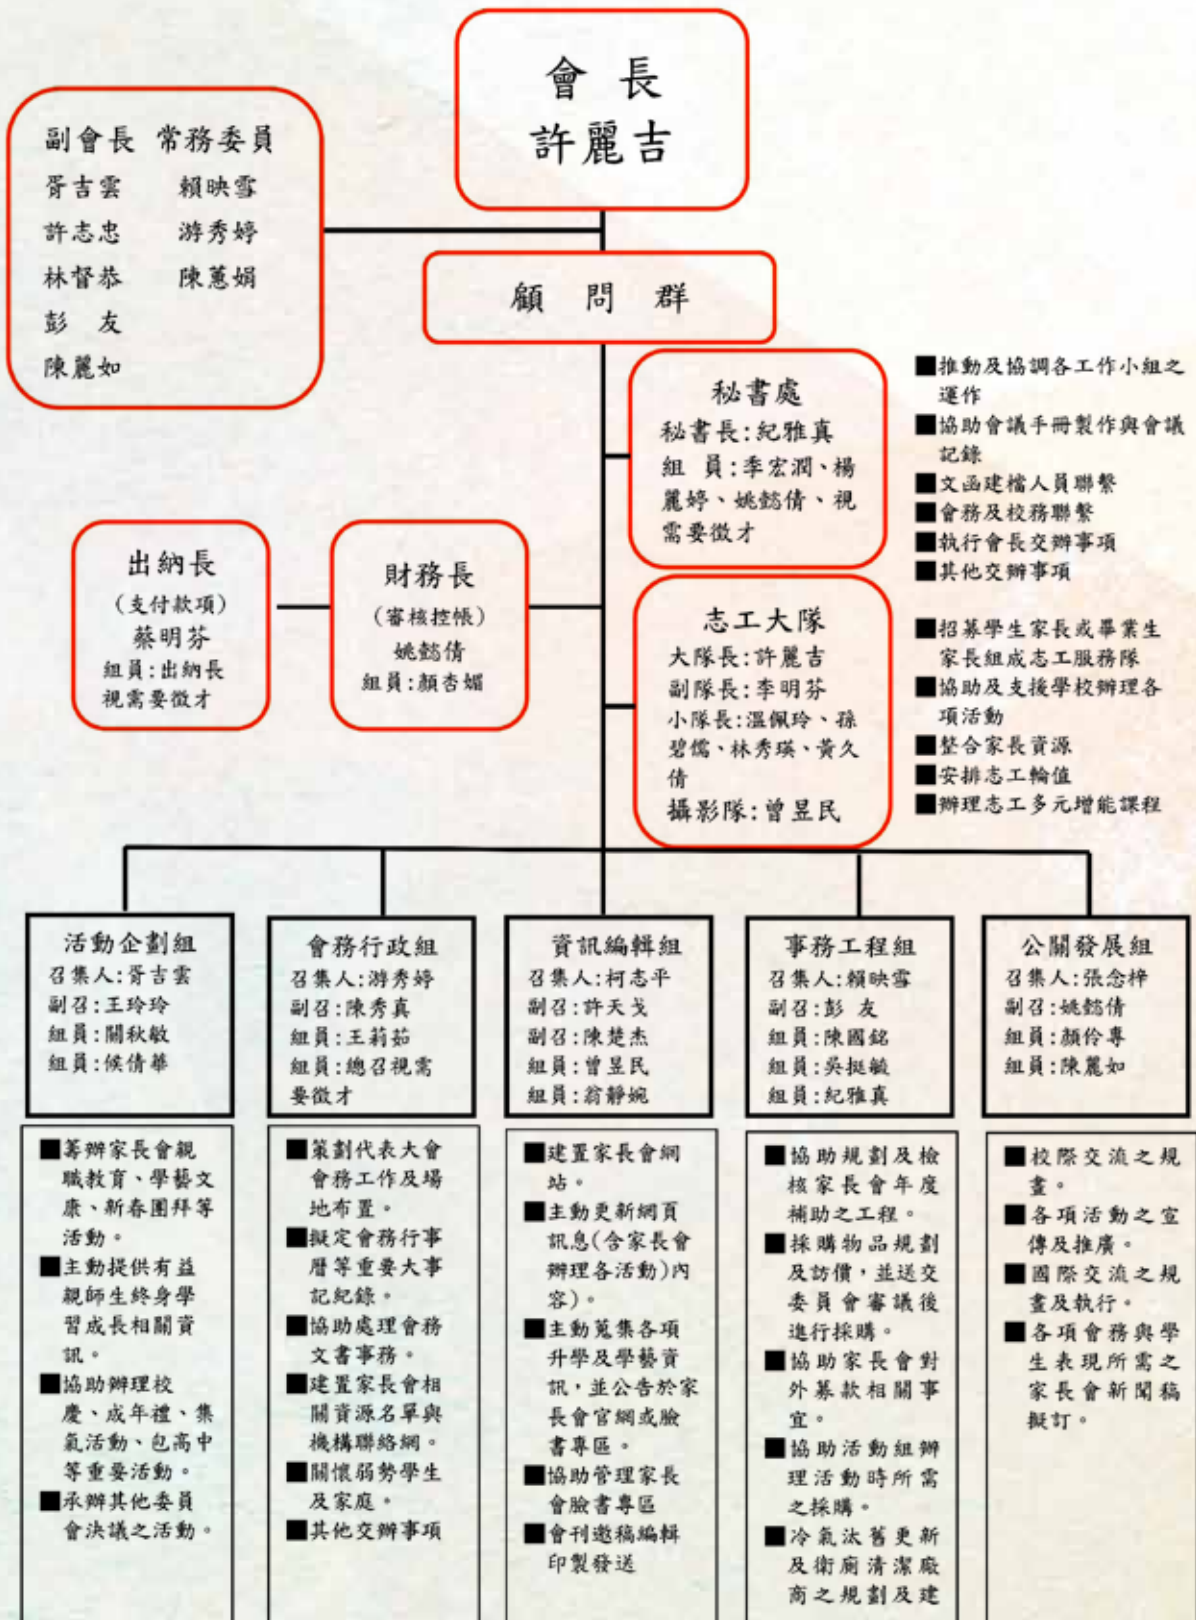 會 長
許麗吉
副會長 常務委員
胥吉雲 賴映雪
許志忠 游秀婷
林督恭 陳蕙娟
彭 友
陳麗如
顧 問 群
秘書處
秘書長:紀雅真
組 員:季宏潤、楊
麗婷、姚懿倩、視
需要徵才
■推動及協調各工作小組之
運作
■協助會議手冊製作與會議
記錄
■文函建檔人員聯繫
■會務及校務聯繫
■執行會長交辦事項
■其他交辦事項
出納長
(支付款項)
蔡明芬
組員:出納長
視需要徵才
財務長
(審核控帳)
姚懿倩
組員:顏杏媚
志工大隊
大隊長:許麗吉
副隊長:李明芬
小隊長:溫佩玲、孫
碧儒、林秀瑛、黃久
倩
攝影隊:曾昱民
■招募學生家長或畢業生
家長組成志工服務隊
■協助及支援學校辦理各
項活動
■整合家長資源
■安排志工輪值
■辦理志工多元增能課程
活動企劃組
召集人:胥吉雲
副召:王玲玲
組員:關秋敏
組員:候倩華
會務行政組
召集人:游秀婷
副召:陳秀真
組員:王莉茹
組員:總召視需
要徵才
資訊編輯組
召集人:柯志平
副召:許天戈
副召:陳楚杰
組員:曾昱民
組員:翁靜婉
事務工程組
召集人:賴映雪
副召:彭 友
組員:陳國銘
組員:吳挺毓
組員:紀雅真
公關發展組
召集人:張念梓
副召:姚懿倩
組員:顏伶專
組員:陳麗如
■籌辦家長會親
職教育、學藝文
康、新春團拜等
活動。
■主動提供有益
親師生終身學
習成長相關資
訊。
■協助辦理校
慶、成年禮、集
氣活動、包高中
等重要活動。
■承辦其他委員
會決議之活動。
■策劃代表大會
會務工作及場
地布置。
■擬定會務行事
曆等重要大事
記紀錄。
■協助處理會務
文書事務。
■建置家長會相
關資源名單與
機構聯絡網。
■關懷弱勢學生
及家庭。
■其他交辦事項
■建置家長會網
站。
■主動更新網頁
訊息(含家長會
辦理各活動)內
容)。
■主動蒐集各項
升學及學藝資
訊,並公告於家
長會官網或臉
書專區。
■協助管理家長
會臉書專區
■會刊邀稿編輯
印製發送
■協助規劃及檢
核家長會年度
補助之工程。
■採購物品規劃
及訪價,並送交
委員會審議後
進行採購。
■協助家長會對
外募款相關事
宜。
■協助活動組辦
理活動時所需
之採購。
■冷氣汰舊更新
及衛廁清潔廠
商之規劃及建
■校際交流之規
畫。
■各項活動之宣
傳及推廣。
■國際交流之規
畫及執行。
■各項會務與學
生表現所需之
家長會新聞稿
擬訂。